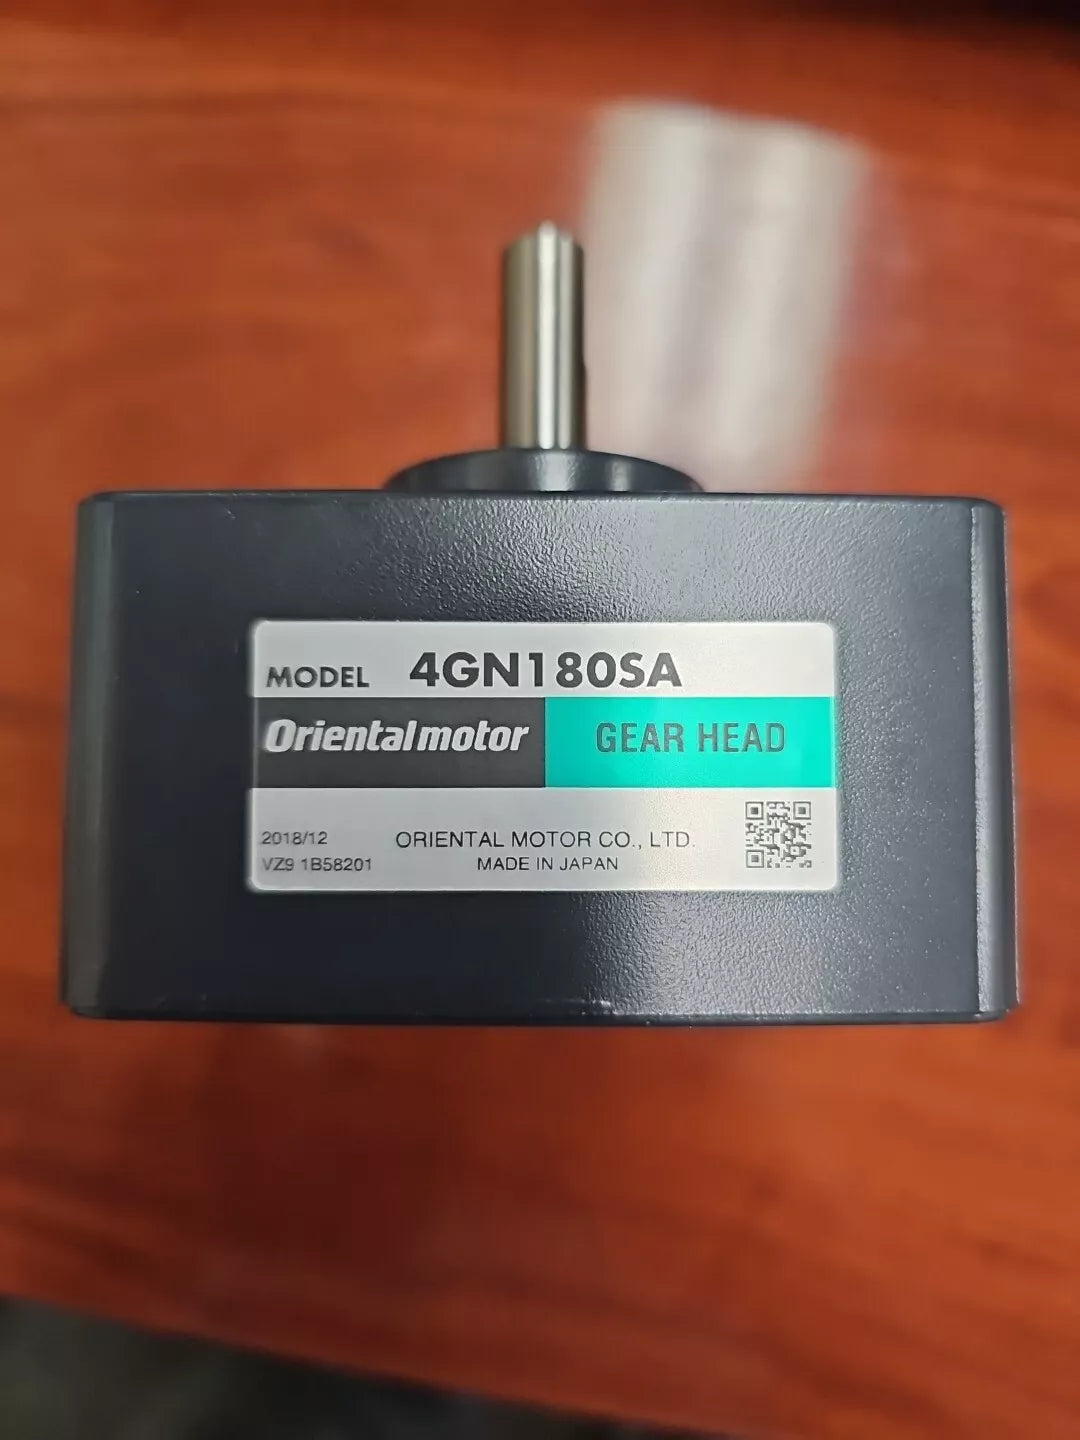 MODEL 4GN180SA
Orientalmotor GEAR HEAD
2018/12 ORIENTAL MOTOR CO., LTD.
VZ9 1B58201 MADE IN JAPAN